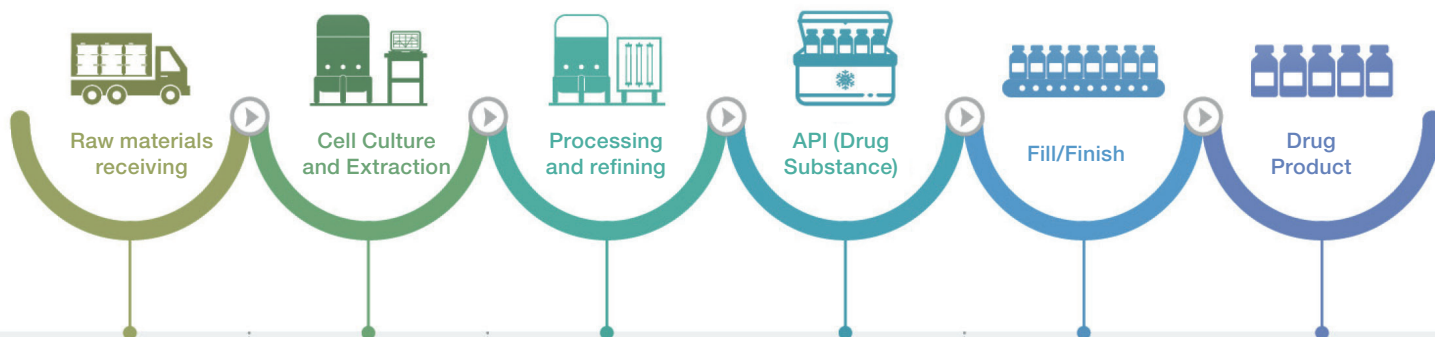 Raw materials
receiving
Cell Culture
and Extraction
Processing
and refining
API (Drug
Substance)
Fill/Finish
Drug
Product